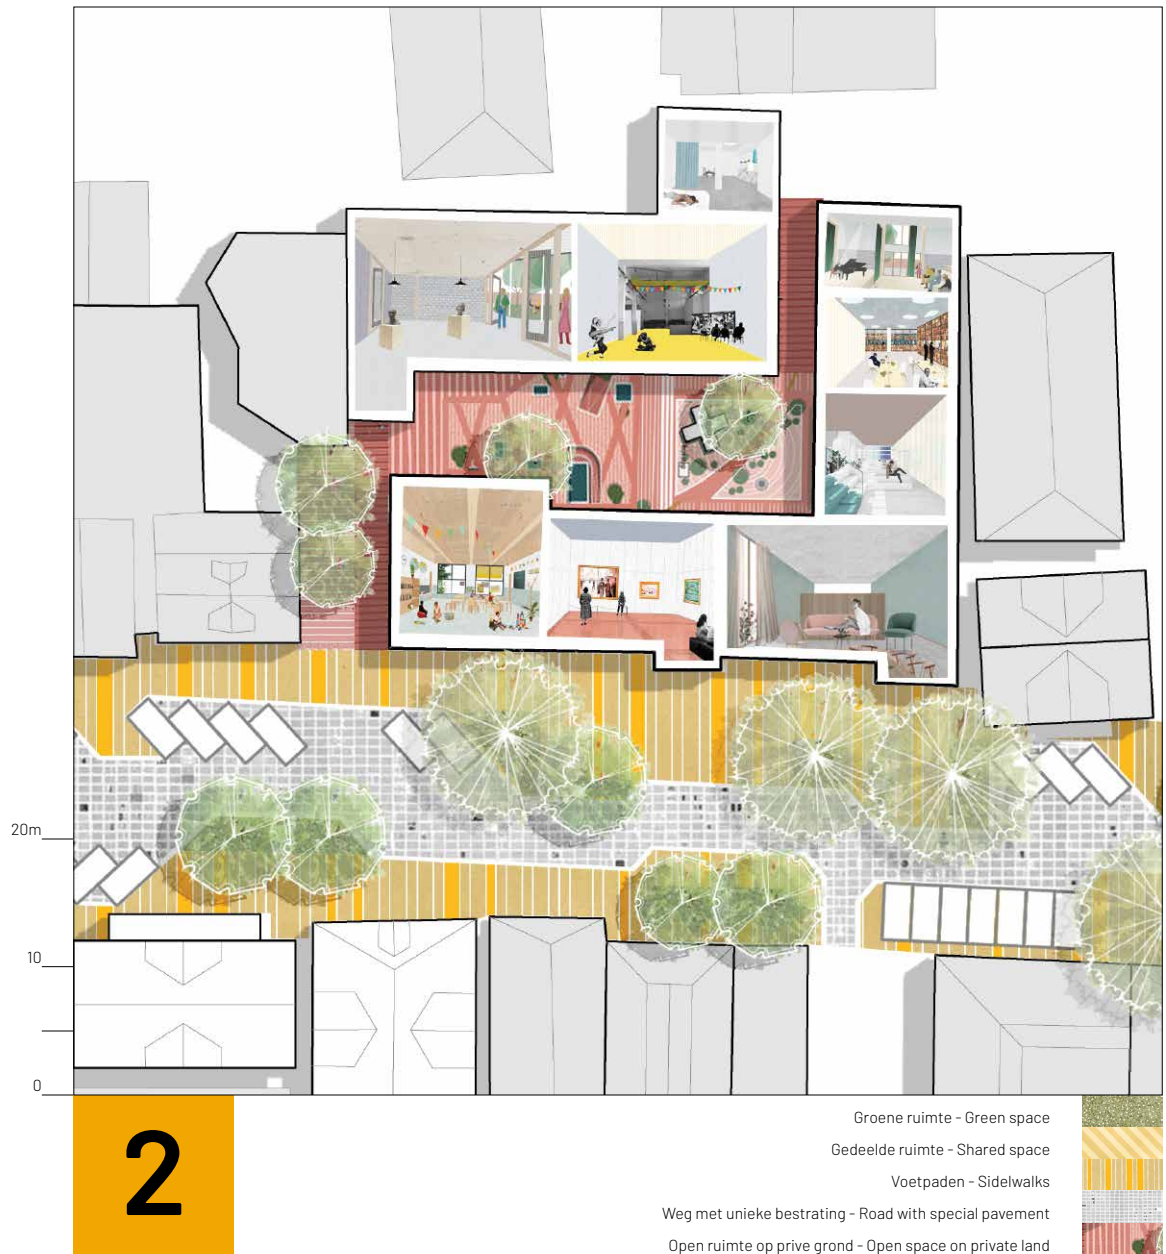 20m
10
0
2
Groene ruimte - Green space
Gedeelde ruimte - Shared space
Voetpaden - Sidelwalks
Weg met unieke bestrating - Road with special pavement
Open ruimte op prive grond - Open space on private land